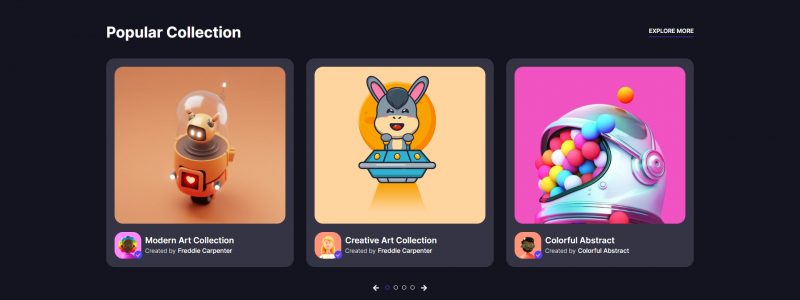 Popular Collection
EXPLORE MORE
Modern Art Collection
Created by Freddie Carpenter
Creative Art Collection
Created by Freddie Carpenter
Colorful Abstract
Created by Colorful Abstract